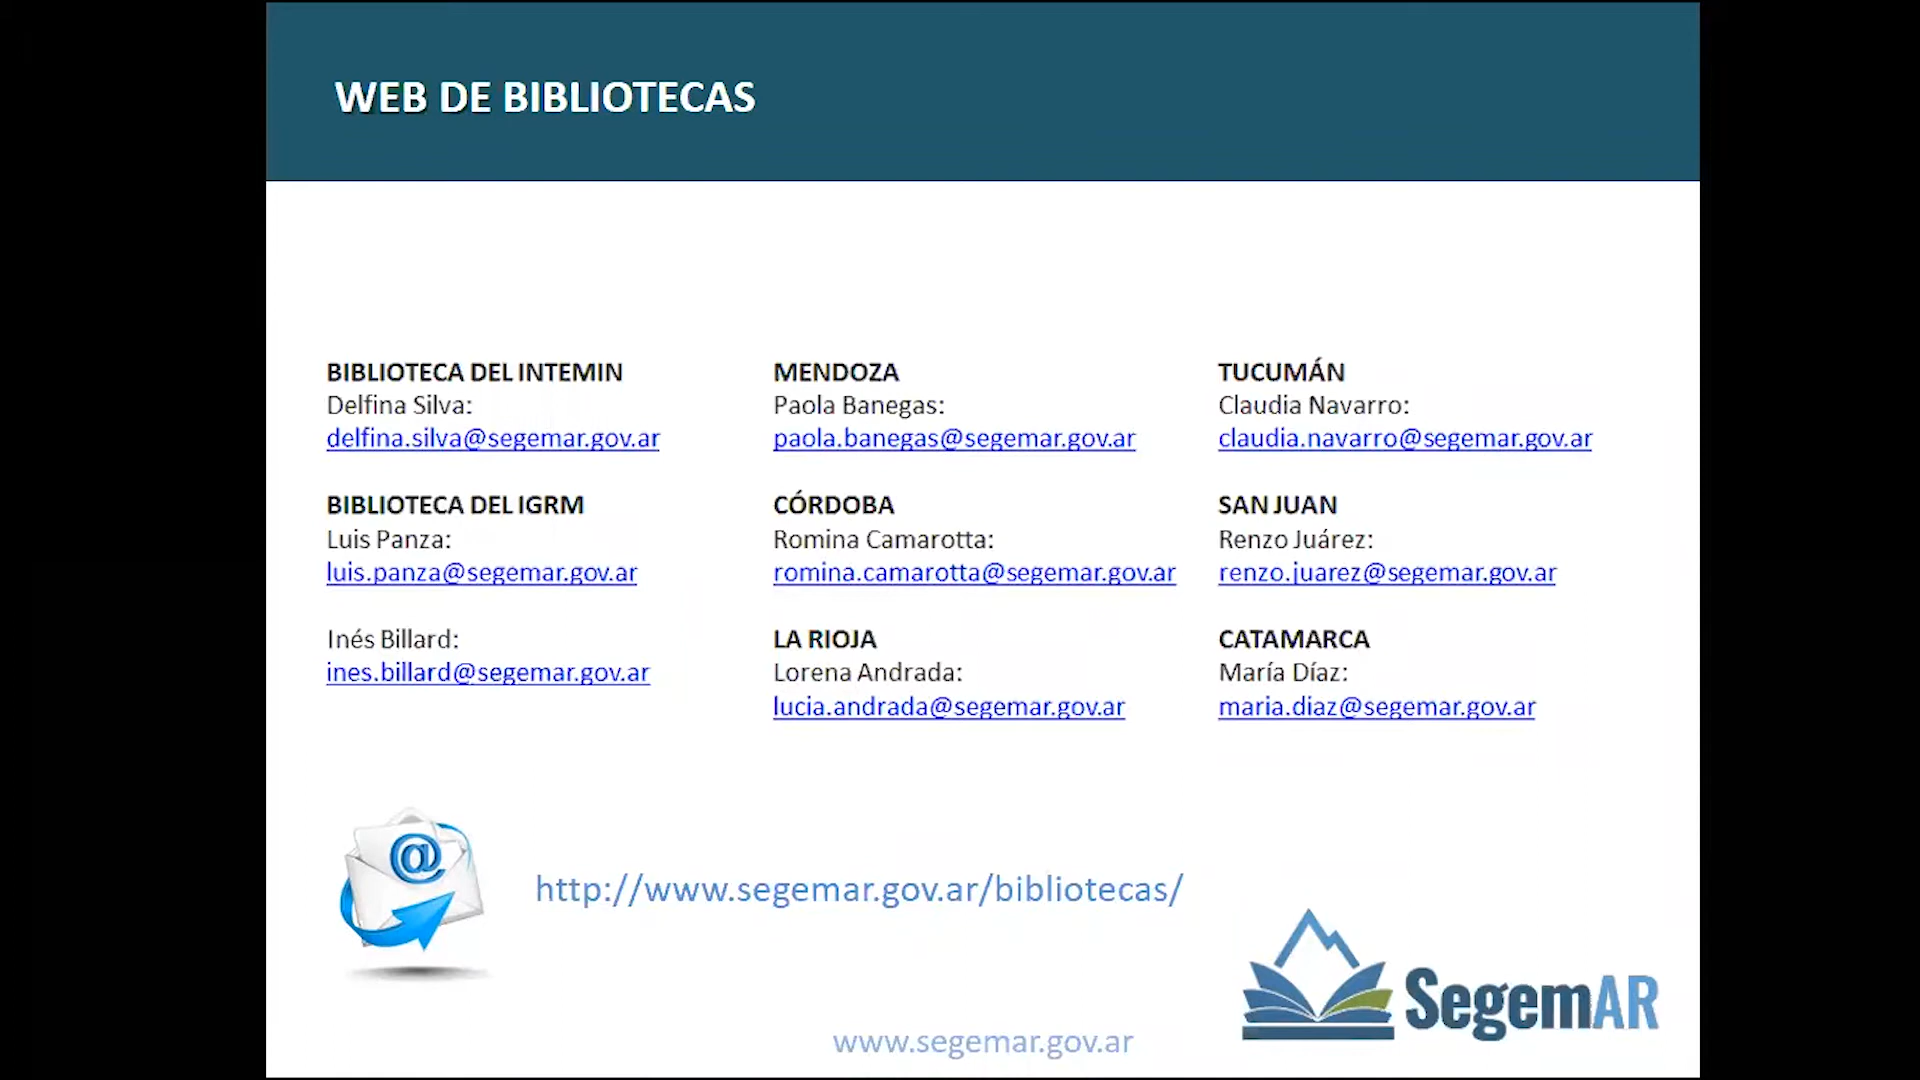 WEB DE BIBLIOTECAS
BIBLIOTECA DEL INTEMIN
Delfina Silva:
delfina.silva@segemar.gov.ar
BIBLIOTECA DEL IGRM
Luis Panza:
luis.panza@segemar.gov.ar
Inés Billard:
ines.billard@segemar.gov.ar
MENDOZA
Paola Banegas:
paola.banegas@segemar.gov.ar
CÓRDOBA
Romina Camarotta:
romina.camarotta@segemar.gov.ar
LA RIOJA
Lorena Andrada:
lucia.andrada@segemar.gov.ar
TUCUMÁN
Claudia Navarro:
claudia.navarro@segemar.gov.ar
SAN JUAN
Renzo Juárez:
renzo.juarez@segemar.gov.ar
CATAMARCA
María Díaz:
maria.diaz@segemar.gov.ar
@
http://www.segemar.gov.ar/bibliotecas/
SegemAR
www.segemar.gov.ar